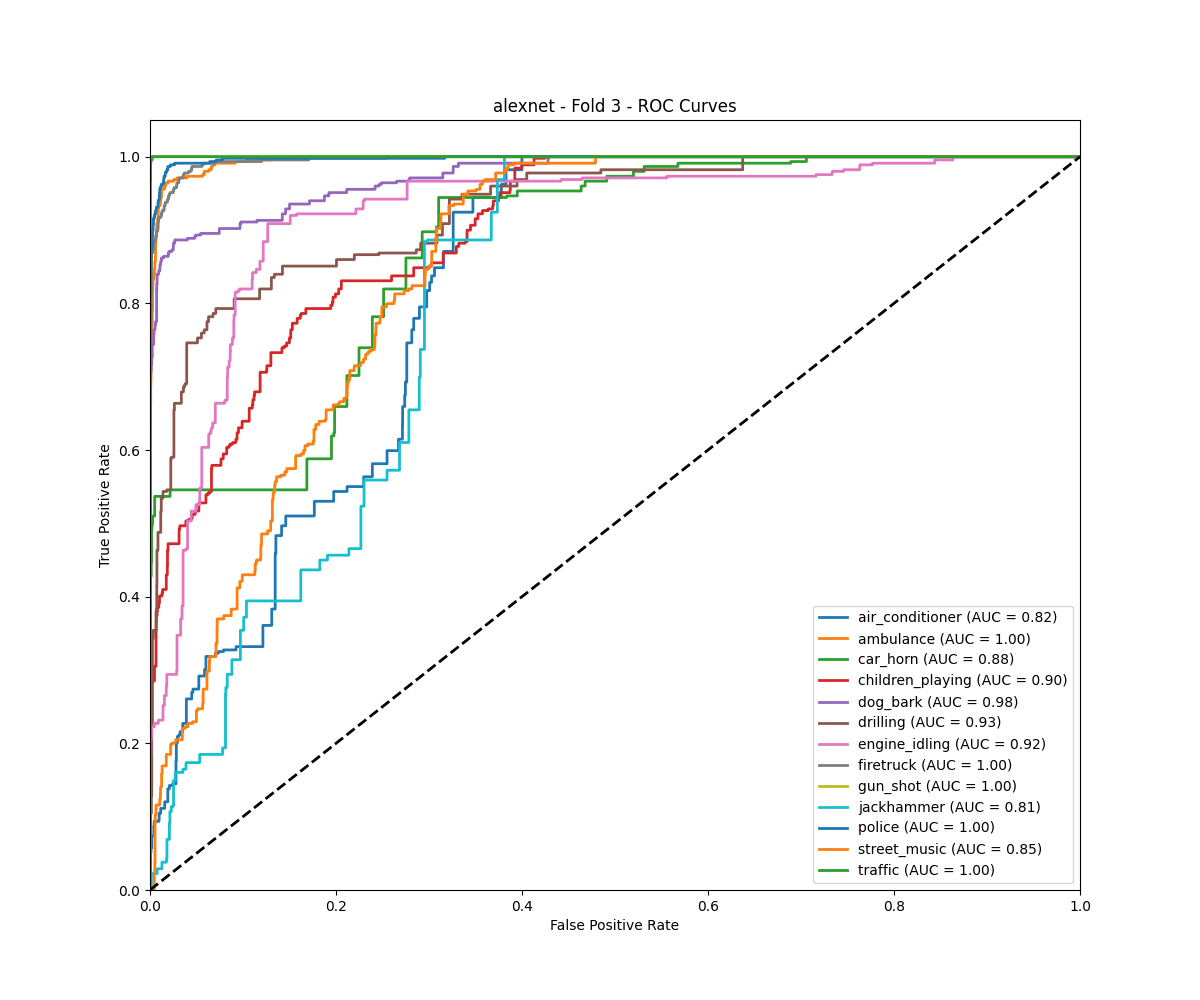 alexnet - Fold 3 - ROC Curves
1.0
0.8
0.6
0.4
0.2
0.0
True Positive Rate
0.0 0.2 0.4 0.6 0.8 1.0
False Positive Rate
air_conditioner (AUC = 0.82)
ambulance (AUC = 1.00)
car_horn (AUC = 0.88)
children_playing (AUC = 0.90)
dog_bark (AUC = 0.98)
drilling (AUC = 0.93)
engine_idling (AUC = 0.92)
firetruck (AUC = 1.00)
gun_shot (AUC = 1.00)
jackhammer (AUC = 0.81)
police (AUC = 1.00)
street_music (AUC = 0.85)
traffic (AUC = 1.00)